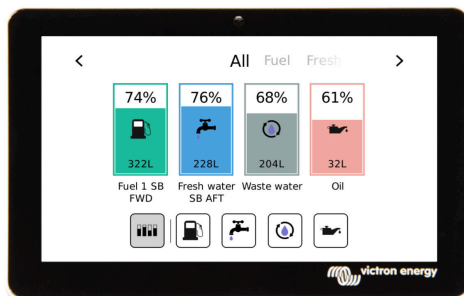 All Fuel Fresh
74% 76% 68% 61%
322L 228L 204L 32L
Fuel 1 SB Fresh water Waste water Oil
FWD SB AFT
victron energy